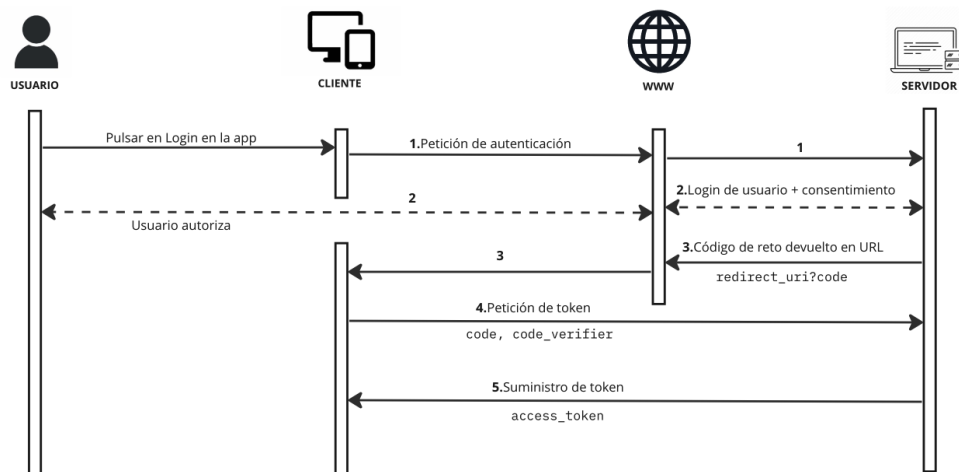 USUARIO
CLIENTE
WWW
SERVIDOR
Pulsar en Login en la app
1.Petición de autenticación
1
2
2.Login de usuario + consentimiento
Usuario autoriza
3
3.Código de reto devuelto en URL
redirect_uri?code
4.Petición de token
code, code_verifier
5.Suministro de token
access_token